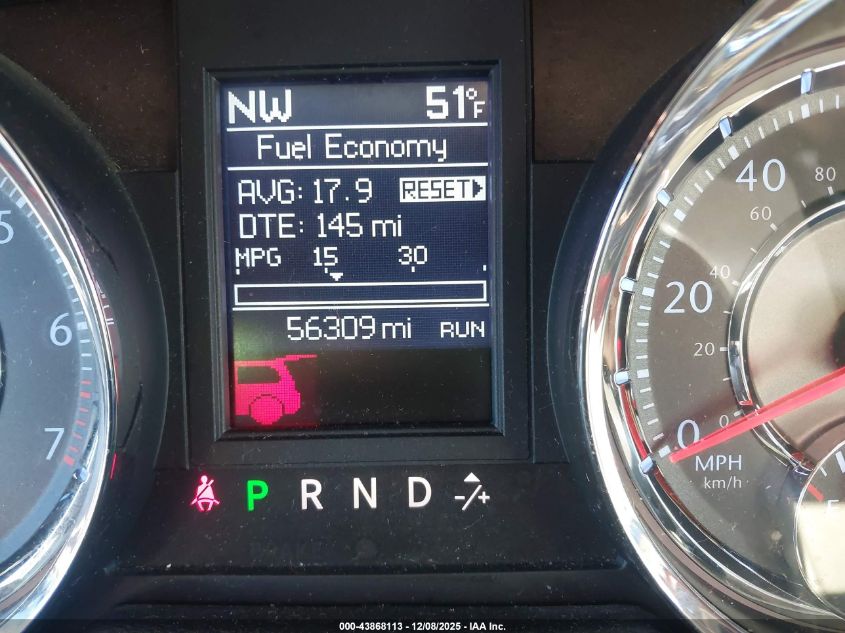 NW 51°F
Fuel Economy
AVG: 17.9 RESET
DTE: 145 mi
MPG 15 30
56309 mi RUN
P R N D -/+
5
6
7
80
40
60
40
20
20
0
0
MPH
km/h
000-43868113 - 12/08/2025 - IAA Inc.